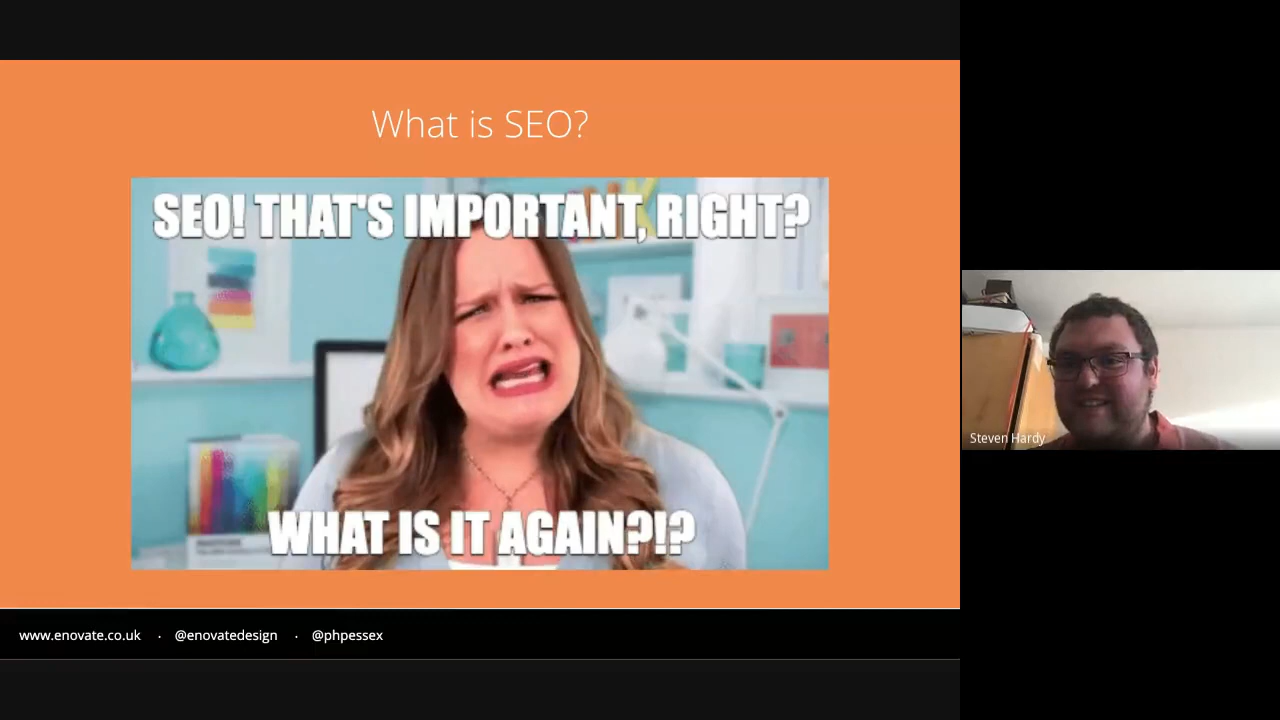 What is SEO?
SEO! THAT'S IMPORTANT, RIGHT?
WHAT IS IT AGAIN?!?
Steven Hardy
www.enovate.co.uk · @enovatedesign · @phpessex